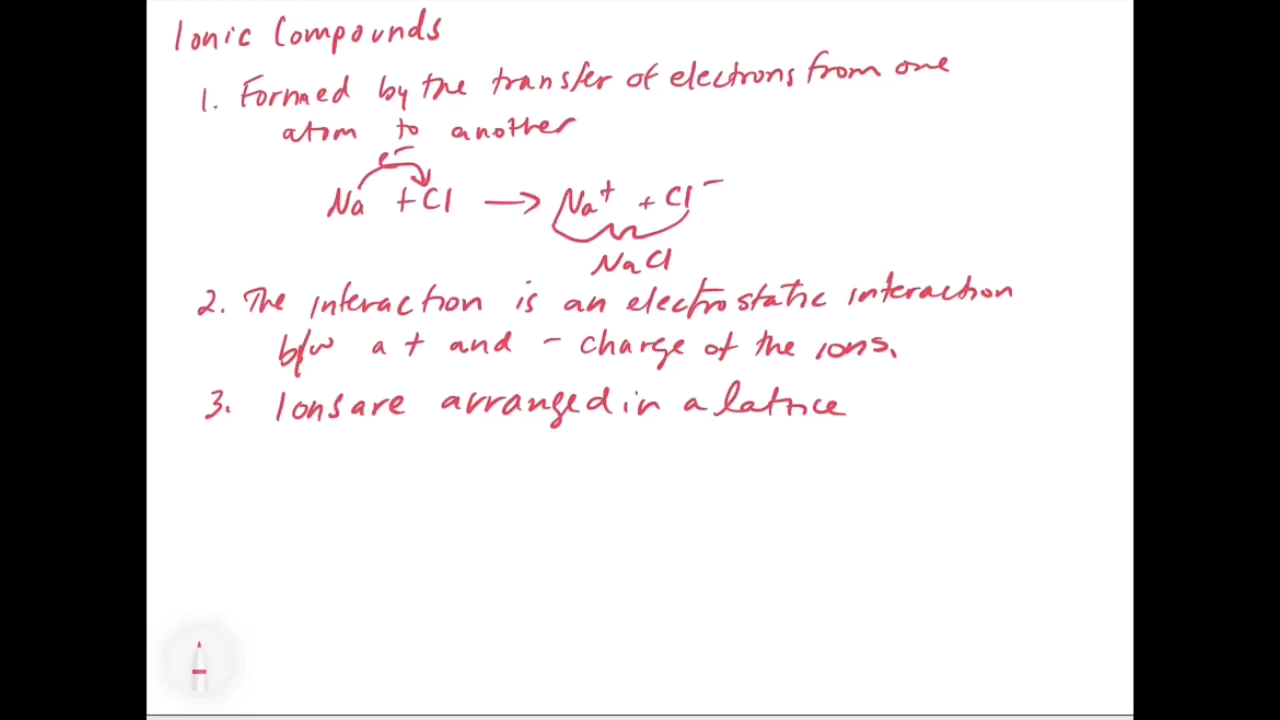 Ionic Compounds
1. Formed by the transfer of electrons from one
atom to another
e⁻
Na + Cl → Na⁺ + Cl⁻
NaCl
2. The interaction is an electrostatic interaction
b/w a + and - charge of the ions.
3. Ions are arranged in a lattice